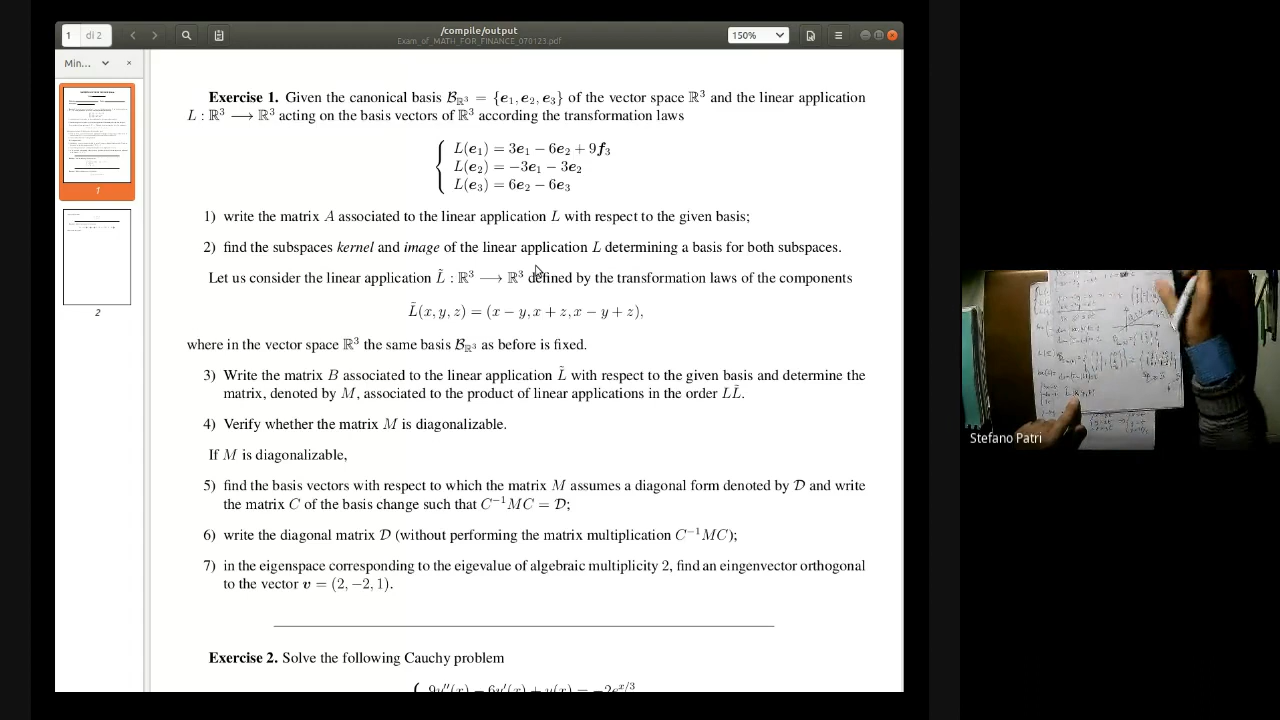 /compile/output
Exam_of_MATH_FOR_FINANCE_070123.pdf
1 di 2
150%
Min...
1
2
Exercise 1. Given the canonical basis ℬ_ℝ³ = {e₁, e₂, e₃} of the vector space ℝ³ and the linear application
L : ℝ³ ⟶ ℝ³ acting on the basis vectors of ℝ³ according the transformation laws
L(e₁) = 3e₁ − 6e₂ + 9f₃
L(e₂) = −3e₁ − 3e₂
L(e₃) = 6e₂ − 6e₃
1) write the matrix A associated to the linear application L with respect to the given basis;
2) find the subspaces kernel and image of the linear application L determining a basis for both subspaces.
Let us consider the linear application L̃ : ℝ³ ⟶ ℝ³ defined by the transformation laws of the components
L̃(x, y, z) = (x − y, x + z, x − y + z),
where in the vector space ℝ³ the same basis ℬ_ℝ³ as before is fixed.
3) Write the matrix B associated to the linear application L̃ with respect to the given basis and determine the
matrix, denoted by M, associated to the product of linear applications in the order LL̃.
4) Verify whether the matrix M is diagonalizable.
If M is diagonalizable,
5) find the basis vectors with respect to which the matrix M assumes a diagonal form denoted by 𝒟 and write
the matrix C of the basis change such that C⁻¹MC = 𝒟;
6) write the diagonal matrix 𝒟 (without performing the matrix multiplication C⁻¹MC);
7) in the eigenspace corresponding to the eigevalue of algebraic multiplicity 2, find an eingenvector orthogonal
to the vector v = (2, −2, 1).
Exercise 2. Solve the following Cauchy problem
9y″(x) − 6y′(x) + y(x) = −2e^{x/3}
Stefano Patri